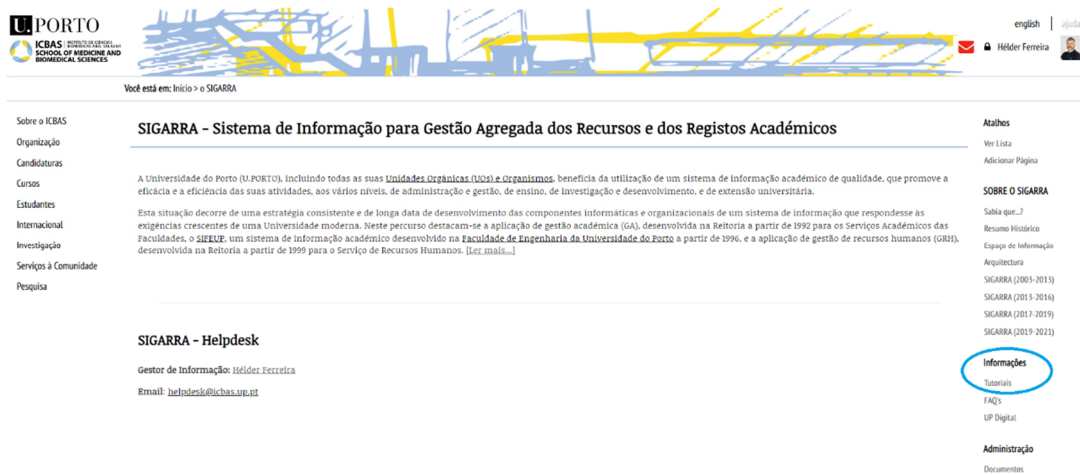 U. PORTO
ICBAS INSTITUTO DE CIÊNCIAS BIOMÉDICAS ABEL SALAZAR
SCHOOL OF MEDICINE AND
BIOMEDICAL SCIENCES
english | ajuda
Hélder Ferreira
Você está em: Início > o SIGARRA
Sobre o ICBAS
Organização
Candidaturas
Cursos
Estudantes
Internacional
Investigação
Serviços à Comunidade
Pesquisa
SIGARRA - Sistema de Informação para Gestão Agregada dos Recursos e dos Registos Académicos
A Universidade do Porto (U.PORTO), incluindo todas as suas Unidades Orgânicas (UOs) e Organismos, beneficia da utilização de um sistema de informação académico de qualidade, que promove a
eficácia e a eficiência das suas atividades, aos vários níveis, de administração e gestão, de ensino, de investigação e desenvolvimento, e de extensão universitária.
Esta situação decorre de uma estratégia consistente e de longa data de desenvolvimento das componentes informáticas e organizacionais de um sistema de informação que respondesse às
exigências crescentes de uma Universidade moderna. Neste percurso destacam-se a aplicação de gestão académica (GA), desenvolvida na Reitoria a partir de 1992 para os Serviços Académicos das
Faculdades, o SiFEUP, um sistema de informação académico desenvolvido na Faculdade de Engenharia da Universidade do Porto a partir de 1996, e a aplicação de gestão de recursos humanos (GRH),
desenvolvida na Reitoria a partir de 1999 para o Serviço de Recursos Humanos. [Ler mais...]
SIGARRA - Helpdesk
Gestor de Informação: Hélder Ferreira
Email: helpdesk@icbas.up.pt
Atalhos
Ver Lista
Adicionar Página
SOBRE O SIGARRA
Sabia que...?
Resumo Histórico
Espaço de Informação
Arquitectura
SIGARRA (2003-2013)
SIGARRA (2013-2016)
SIGARRA (2017-2019)
SIGARRA (2019-2021)
Informações
Tutoriais
FAQ's
UP Digital
Administração
Documentos